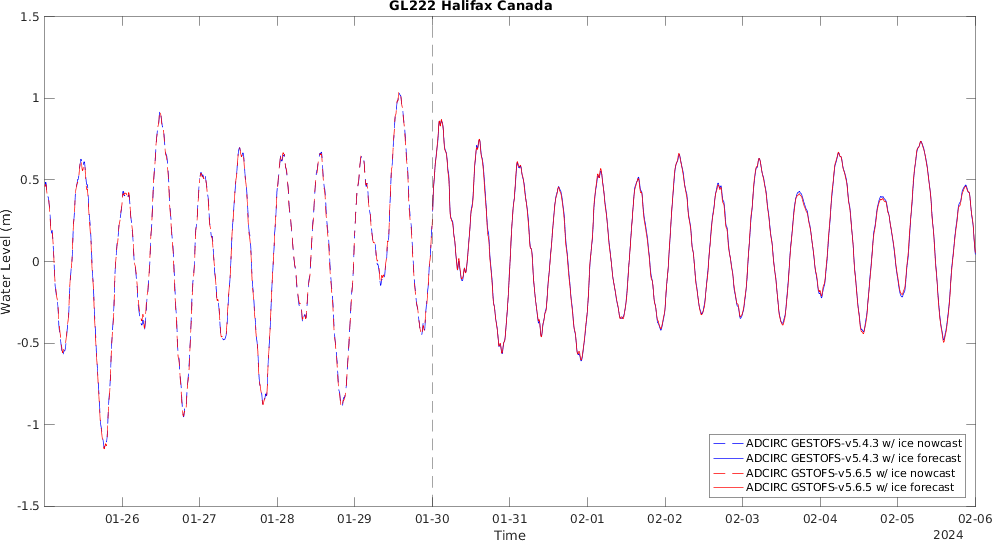 GL222 Halifax Canada
1.5
1
0.5
0
-0.5
-1
-1.5
Water Level (m)
01-26 01-27 01-28 01-29 01-30 01-31 02-01 02-02 02-03 02-04 02-05 02-06
Time
2024
ADCIRC GESTOFS-v5.4.3 w/ ice nowcast
ADCIRC GESTOFS-v5.4.3 w/ ice forecast
ADCIRC GSTOFS-v5.6.5 w/ ice nowcast
ADCIRC GSTOFS-v5.6.5 w/ ice forecast